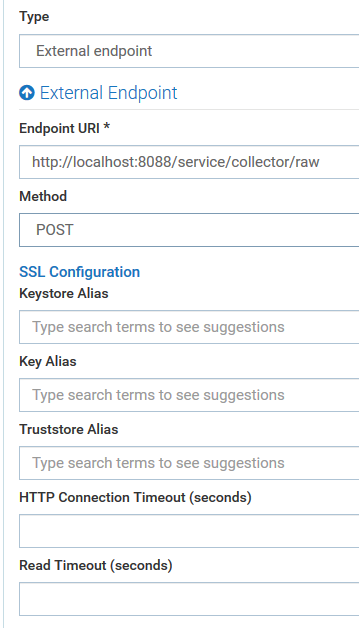 Type
External endpoint
External Endpoint
Endpoint URI *
http://localhost:8088/service/collector/raw
Method
POST
SSL Configuration
Keystore Alias
Type search terms to see suggestions
Key Alias
Type search terms to see suggestions
Truststore Alias
Type search terms to see suggestions
HTTP Connection Timeout (seconds)
Read Timeout (seconds)